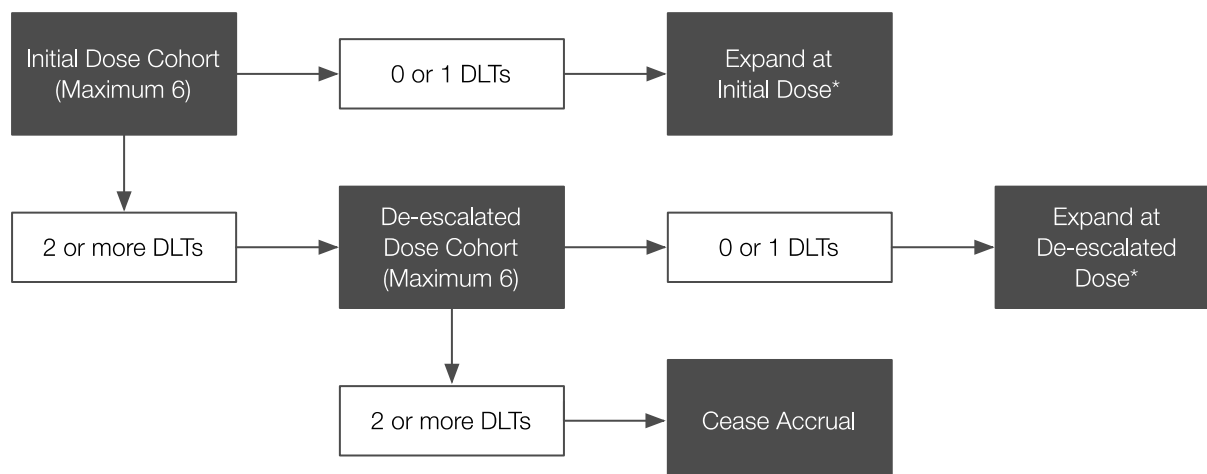 Initial Dose Cohort
(Maximum 6)
0 or 1 DLTs
Expand at
Initial Dose*
2 or more DLTs
De-escalated
Dose Cohort
(Maximum 6)
0 or 1 DLTs
Expand at
De-escalated
Dose*
2 or more DLTs
Cease Accrual